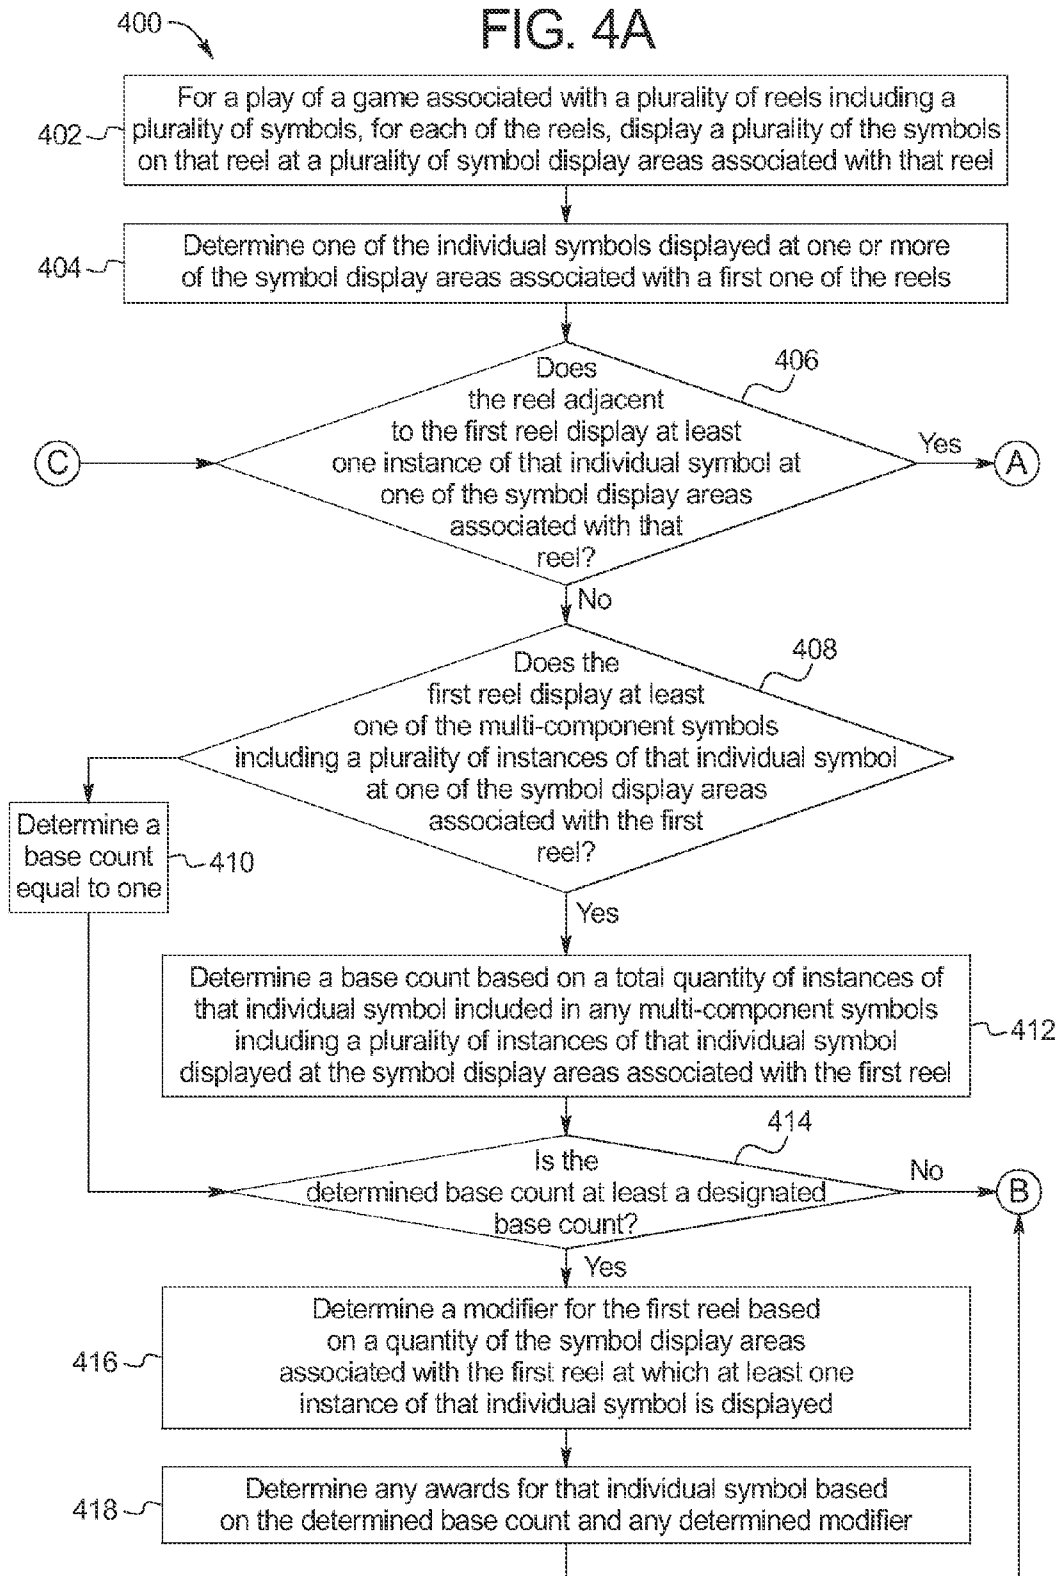 FIG. 4A
400
For a play of a game associated with a plurality of reels including a
plurality of symbols, for each of the reels, display a plurality of the symbols
on that reel at a plurality of symbol display areas associated with that reel
402
Determine one of the individual symbols displayed at one or more
of the symbol display areas associated with a first one of the reels
404
Does
the reel adjacent
to the first reel display at least
one instance of that individual symbol at
one of the symbol display areas
associated with that
reel?
406
C
Yes
A
No
Does the
first reel display at least
one of the multi-component symbols
including a plurality of instances of that individual symbol
at one of the symbol display areas
associated with the first
reel?
408
Determine a
base count
equal to one
410
Yes
Determine a base count based on a total quantity of instances of
that individual symbol included in any multi-component symbols
including a plurality of instances of that individual symbol
displayed at the symbol display areas associated with the first reel
412
Is the
determined base count at least a designated
base count?
414
No
B
Yes
Determine a modifier for the first reel based
on a quantity of the symbol display areas
associated with the first reel at which at least one
instance of that individual symbol is displayed
416
Determine any awards for that individual symbol based
on the determined base count and any determined modifier
418